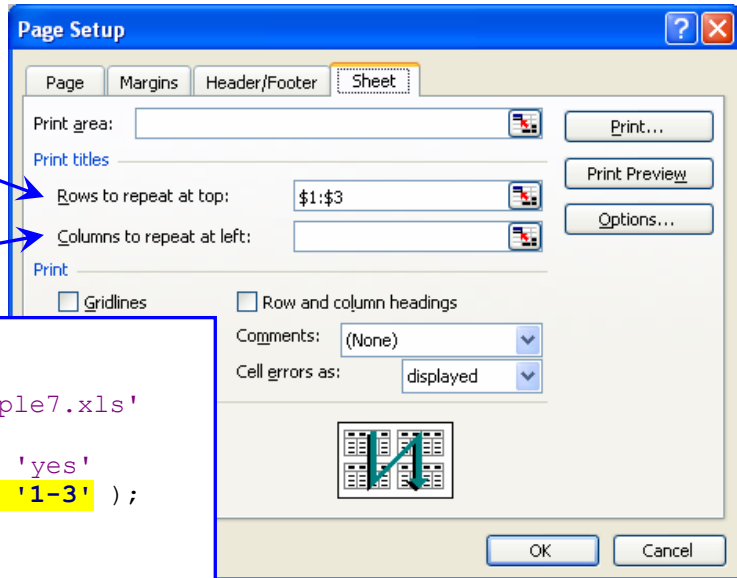 Page Setup
Page Margins Header/Footer Sheet
Print area:
Print...
Print titles
Print Preview
Rows to repeat at top: $1:$3
Options...
Columns to repeat at left:
Print
Gridlines Row and column headings
Comments: (None)
Cell errors as: displayed
ple7.xls'
'yes'
'1-3' );
OK Cancel